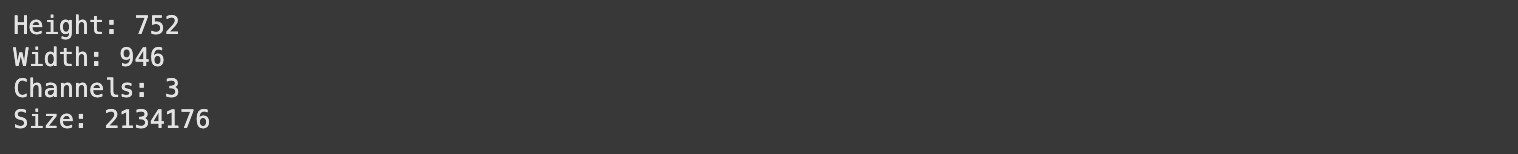 Height: 752
Width: 946
Channels: 3
Size: 2134176